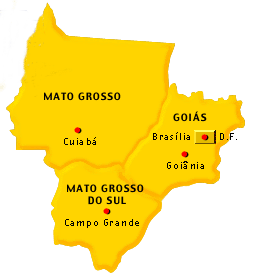 MATO GROSSO
Cuiabá
GOIÁS
Brasília D.F.
Goiânia
MATO GROSSO
DO SUL
Campo Grande